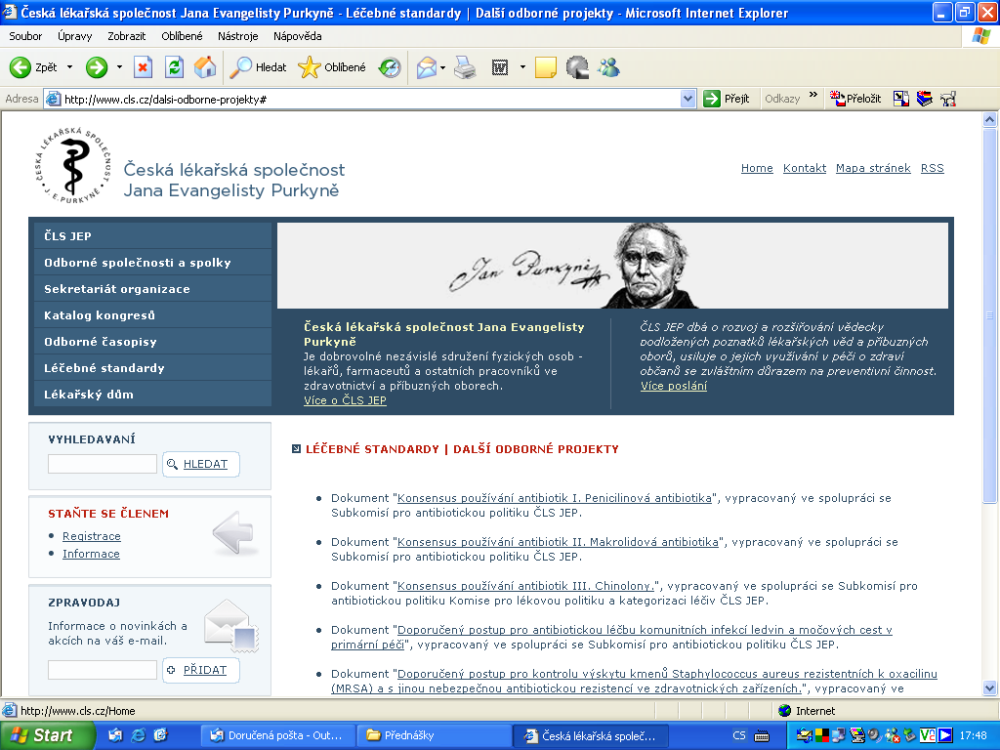 Česká lékařská společnost Jana Evangelisty Purkyně - Léčebné standardy | Další odborné projekty - Microsoft Internet Explorer
Soubor Úpravy Zobrazit Oblíbené Nástroje Nápověda
Zpět Hledat Oblíbené
Adresa http://www.cls.cz/dalsi-odborne-projekty# Přejít Odkazy » Přeložit
ČESKÁ LÉKAŘSKÁ SPOLEČNOST J.E.PURKYNĚ
Česká lékařská společnost
Jana Evangelisty Purkyně
Home Kontakt Mapa stránek RSS
ČLS JEP
Odborné společnosti a spolky
Sekretariát organizace
Katalog kongresů
Odborné časopisy
Léčebné standardy
Lékařský dům
Jan Purkyně
Česká lékařská společnost Jana Evangelisty
Purkyně
Je dobrovolné nezávislé sdružení fyzických osob -
lékařů, farmaceutů a ostatních pracovníků ve
zdravotnictví a příbuzných oborech.
Více o ČLS JEP
ČLS JEP dbá o rozvoj a rozšiřování vědecky
podložených poznatků lékařských věd a příbuzných
oborů, usiluje o jejich využívání v péči o zdraví
občanů se zvláštním důrazem na preventivní činnost.
Více poslání
VYHLEDAVANÍ
HLEDAT
STAŇTE SE ČLENEM
Registrace
Informace
ZPRAVODAJ
Informace o novinkách a
akcích na váš e-mail.
PŘIDAT
LÉČEBNÉ STANDARDY | DALŠÍ ODBORNÉ PROJEKTY
Dokument "Konsensus používání antibiotik I. Penicilinová antibiotika", vypracovaný ve spolupráci se
Subkomisí pro antibiotickou politiku ČLS JEP.
Dokument "Konsensus používání antibiotik II. Makrolidová antibiotika", vypracovaný ve spolupráci se
Subkomisí pro antibiotickou politiku ČLS JEP.
Dokument "Konsensus používání antibiotik III. Chinolony.", vypracovaný ve spolupráci se Subkomisí pro
antibiotickou politiku Komise pro lékovou politiku a kategorizaci léčiv ČLS JEP.
Dokument "Doporučený postup pro antibiotickou léčbu komunitních infekcí ledvin a močových cest v
primární péči", vypracovaný ve spolupráci se Subkomisí pro antibiotickou politiku ČLS JEP.
Dokument "Doporučený postup pro kontrolu výskytu kmenů Staphylococcus aureus rezistentních k oxacilinu
(MRSA) a s jinou nebezpečnou antibiotickou rezistencí ve zdravotnických zařízeních.", vypracovaný ve
http://www.cls.cz/Home Internet
Start Doručená pošta - Out... Přednášky Česká lékařská společ... CS 17:48